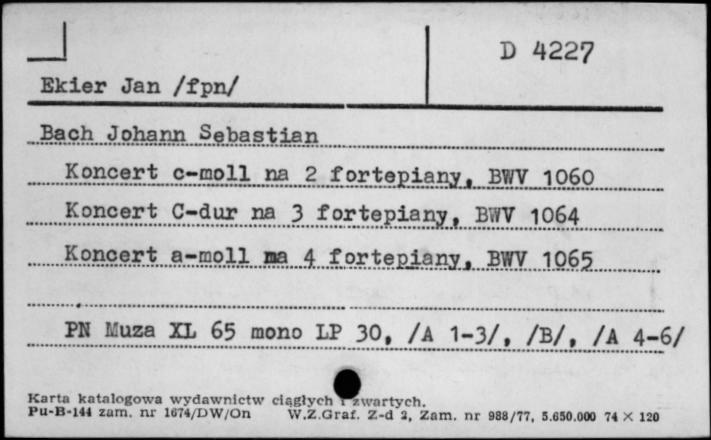 D 4227
Ekier Jan /fpn/
Bach Johann Sebastian
Koncert c-moll na 2 fortepiany, BWV 1060
Koncert C-dur na 3 fortepiany, BWV 1064
Koncert a-moll na 4 fortepiany, BWV 1065
PN Muza XL 65 mono LP 30, /A 1-3/, /B/, /A 4-6/
Karta katalogowa wydawnictw ciągłych i zwartych.
Pu-B-144 zam. nr 1674/DW/On W.Z.Graf. Z-d 2, Zam. nr 988/77, 5.650.000 74 × 120